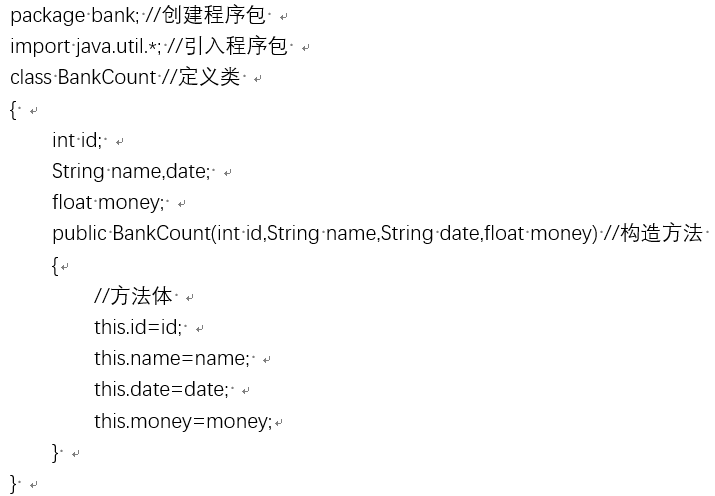 package bank; //创建程序包
import java.util.*; //引入程序包
class BankCount //定义类
{
int id;
String name,date;
float money;
public BankCount(int id,String name,String date,float money) //构造方法
{
//方法体
this.id=id;
this.name=name;
this.date=date;
this.money=money;
}
}